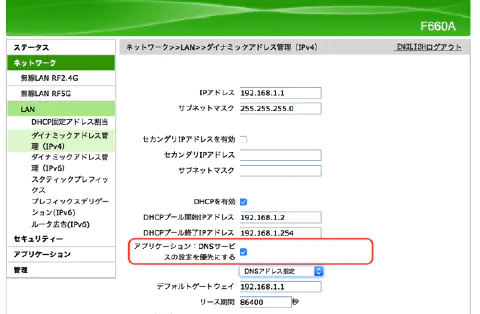 F660A
ステータス
ネットワーク>>LAN>>ダイナミックアドレス管理（IPv4）
ENGLISHログアウト
ネットワーク
無線LAN RF2.4G
無線LAN RF5G
LAN
DHCP固定アドレス割当
ダイナミックアドレス管
理（IPv4）
ダイナミックアドレス管
理（IPv6）
スタティックプレフィッ
クス
プレフィックスデリゲー
ション(IPv6)
ルータ広告(IPv6)
セキュリティー
アプリケーション
管理
IPアドレス 192.168.1.1
サブネットマスク 255.255.255.0
セカンダリIPアドレスを有効
セカンダリIPアドレス
サブネットマスク
DHCPを有効
DHCPプール開始IPアドレス 192.168.1.2
DHCPプール終了IPアドレス 192.168.1.254
アプリケーション：DNSサービ
スの設定を優先にする
DNSアドレス指定
デフォルトゲートウェイ 192.168.1.1
リース期間 86400 秒